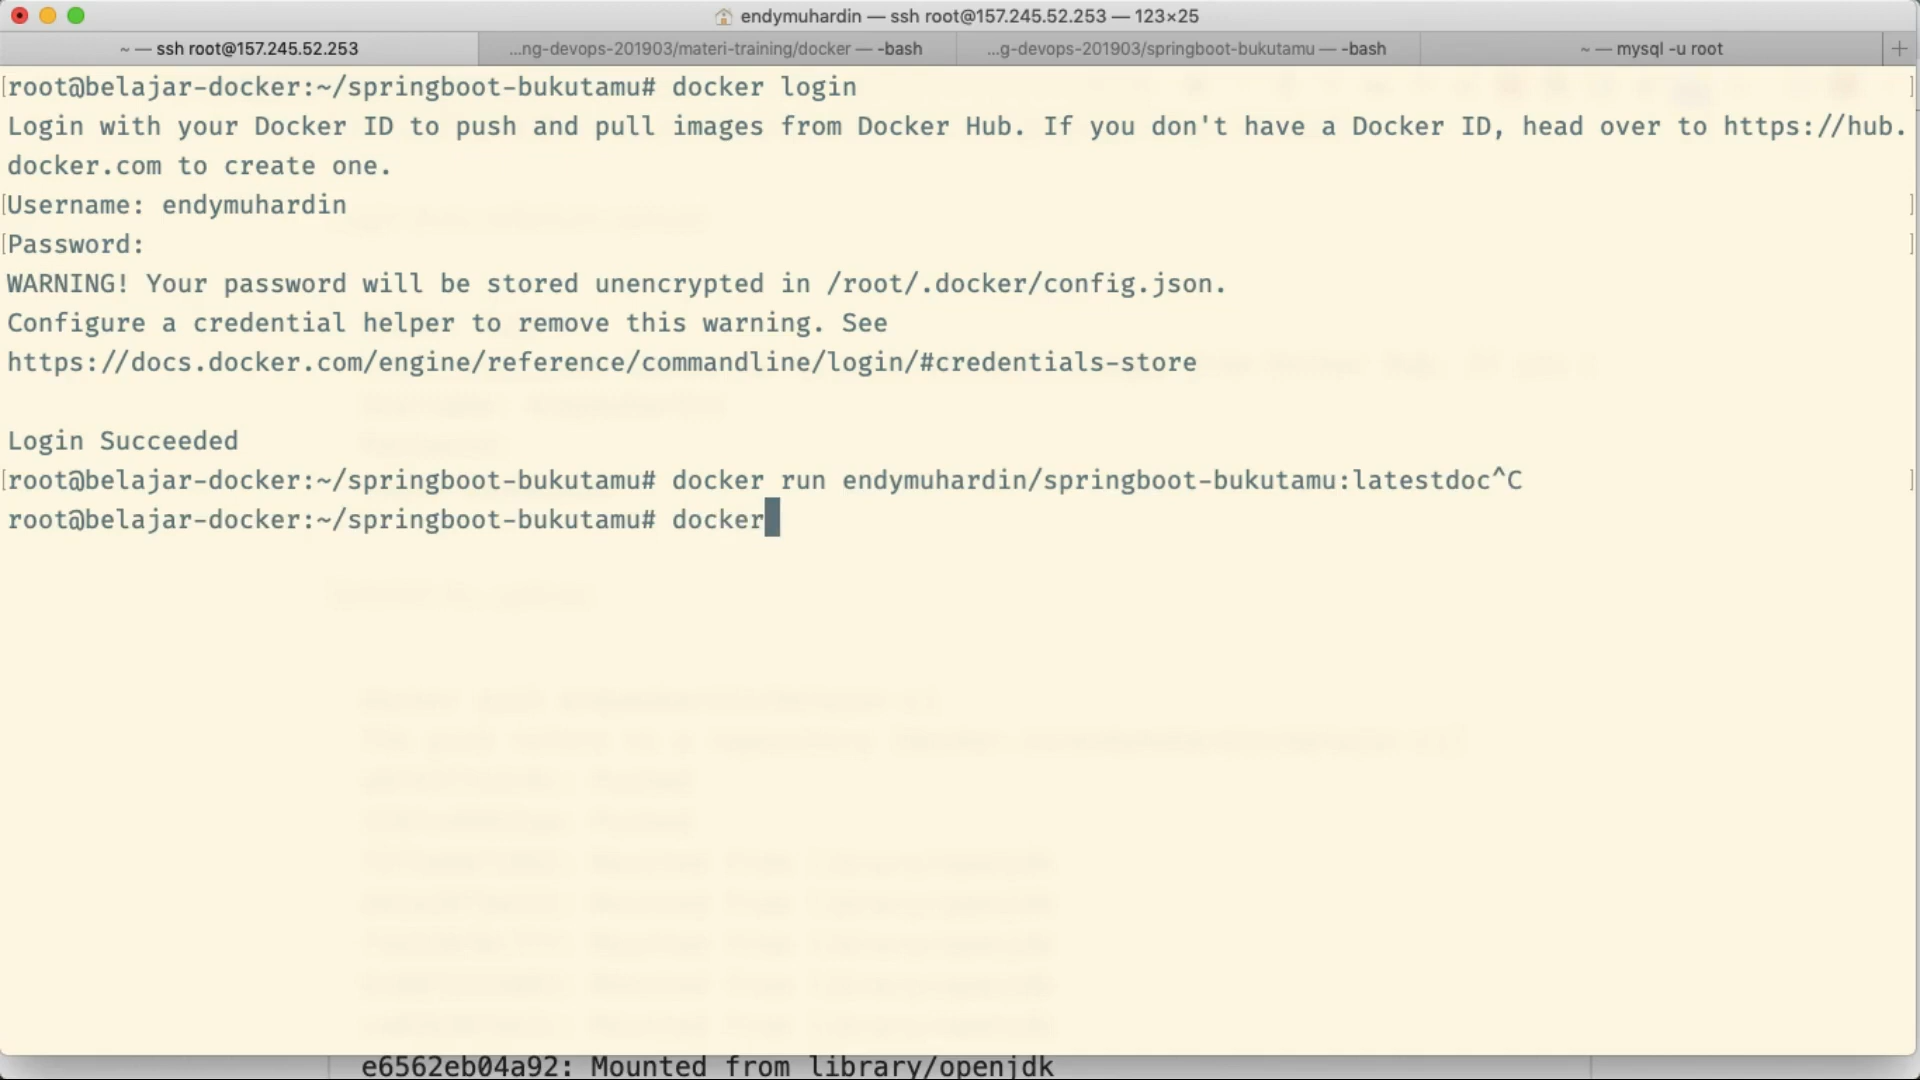 endymuhardin — ssh root@157.245.52.253 — 123×25
~ — ssh root@157.245.52.253
...ng-devops-201903/materi-training/docker — -bash
...g-devops-201903/springboot-bukutamu — -bash
~ — mysql -u root
[root@belajar-docker:~/springboot-bukutamu# docker login ]
Login with your Docker ID to push and pull images from Docker Hub. If you don't have a Docker ID, head over to https://hub.
docker.com to create one.
[Username: endymuhardin ]
[Password: ]
WARNING! Your password will be stored unencrypted in /root/.docker/config.json.
Configure a credential helper to remove this warning. See
https://docs.docker.com/engine/reference/commandline/login/#credentials-store
Login Succeeded
[root@belajar-docker:~/springboot-bukutamu# docker run endymuhardin/springboot-bukutamu:latestdoc^C ]
root@belajar-docker:~/springboot-bukutamu# docker
e6562eb04a92: Mounted from library/openjdk